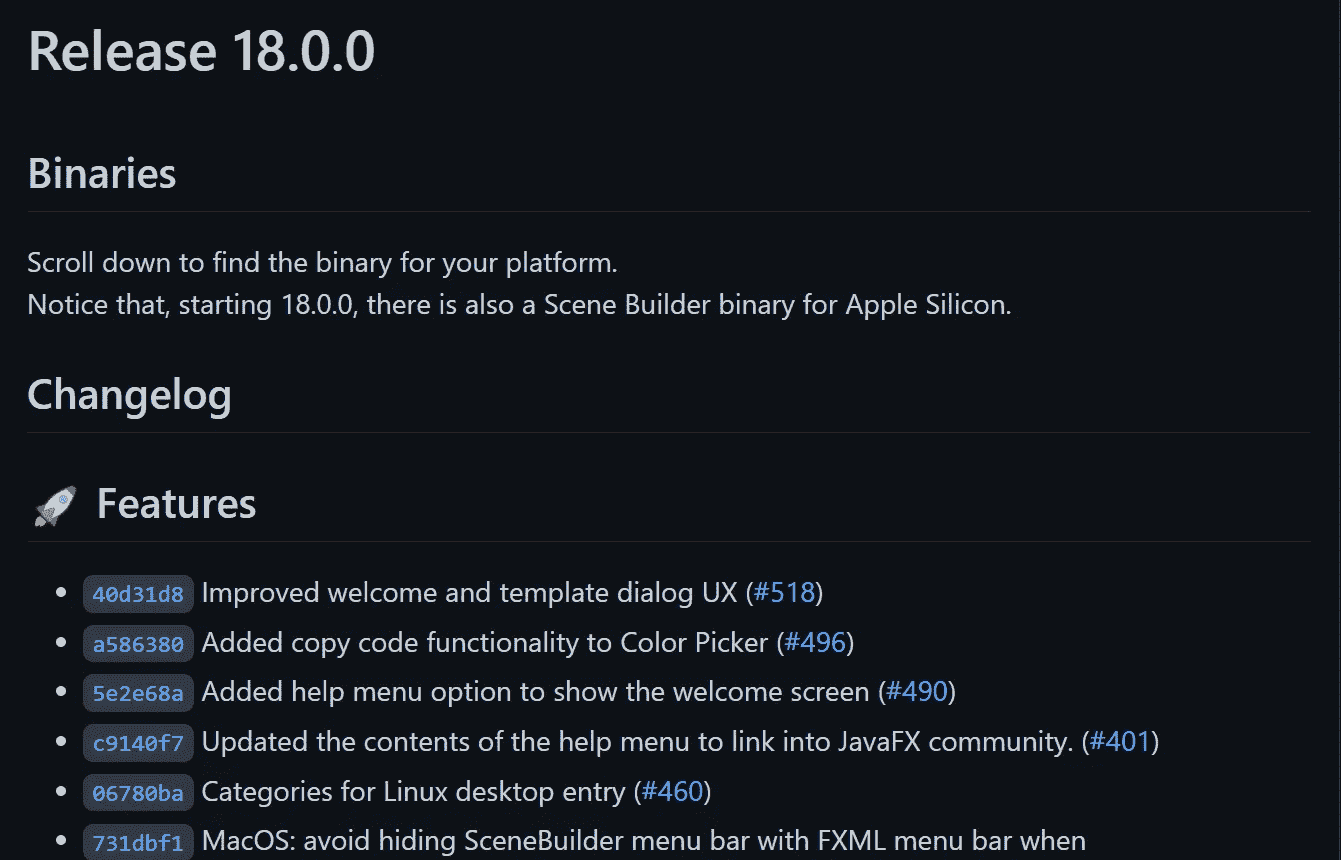 Release 18.0.0
Binaries
Scroll down to find the binary for your platform.
Notice that, starting 18.0.0, there is also a Scene Builder binary for Apple Silicon.
Changelog
🚀 Features
• 40d31d8 Improved welcome and template dialog UX (#518)
• a586380 Added copy code functionality to Color Picker (#496)
• 5e2e68a Added help menu option to show the welcome screen (#490)
• c9140f7 Updated the contents of the help menu to link into JavaFX community. (#401)
• 06780ba Categories for Linux desktop entry (#460)
• 731dbf1 MacOS: avoid hiding SceneBuilder menu bar with FXML menu bar when